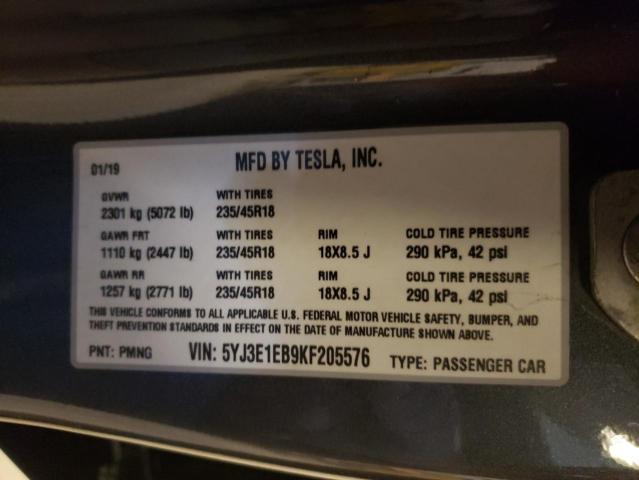 01/19 MFD BY TESLA, INC.
GVWR WITH TIRES
2301 kg (5072 lb) 235/45R18
GAWR FRT WITH TIRES RIM COLD TIRE PRESSURE
1110 kg (2447 lb) 235/45R18 18X8.5 J 290 kPa, 42 psi
GAWR RR WITH TIRES RIM COLD TIRE PRESSURE
1257 kg (2771 lb) 235/45R18 18X8.5 J 290 kPa, 42 psi
THIS VEHICLE CONFORMS TO ALL APPLICABLE U.S. FEDERAL MOTOR VEHICLE SAFETY, BUMPER, AND
THEFT PREVENTION STANDARDS IN EFFECT ON THE DATE OF MANUFACTURE SHOWN ABOVE.
PNT: PMNG VIN: 5YJ3E1EB9KF205576 TYPE: PASSENGER CAR